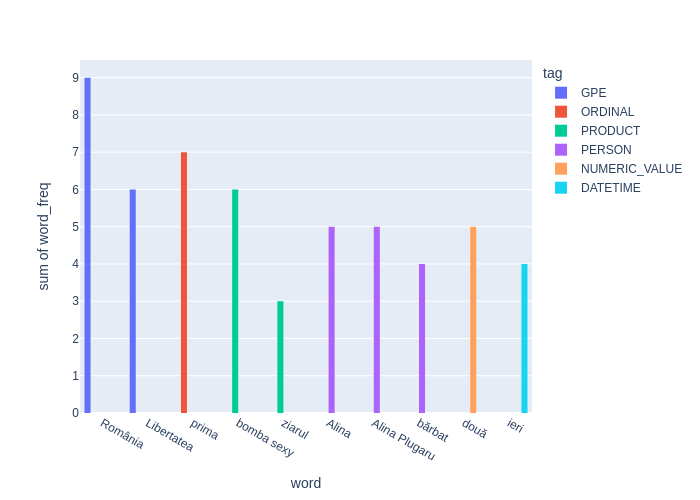 tag
GPE
ORDINAL
PRODUCT
PERSON
NUMERIC_VALUE
DATETIME
sum of word_freq
9
8
7
6
5
4
3
2
1
0
România
Libertatea
prima
bomba sexy
ziarul
Alina
Alina Plugaru
bărbat
două
ieri
word